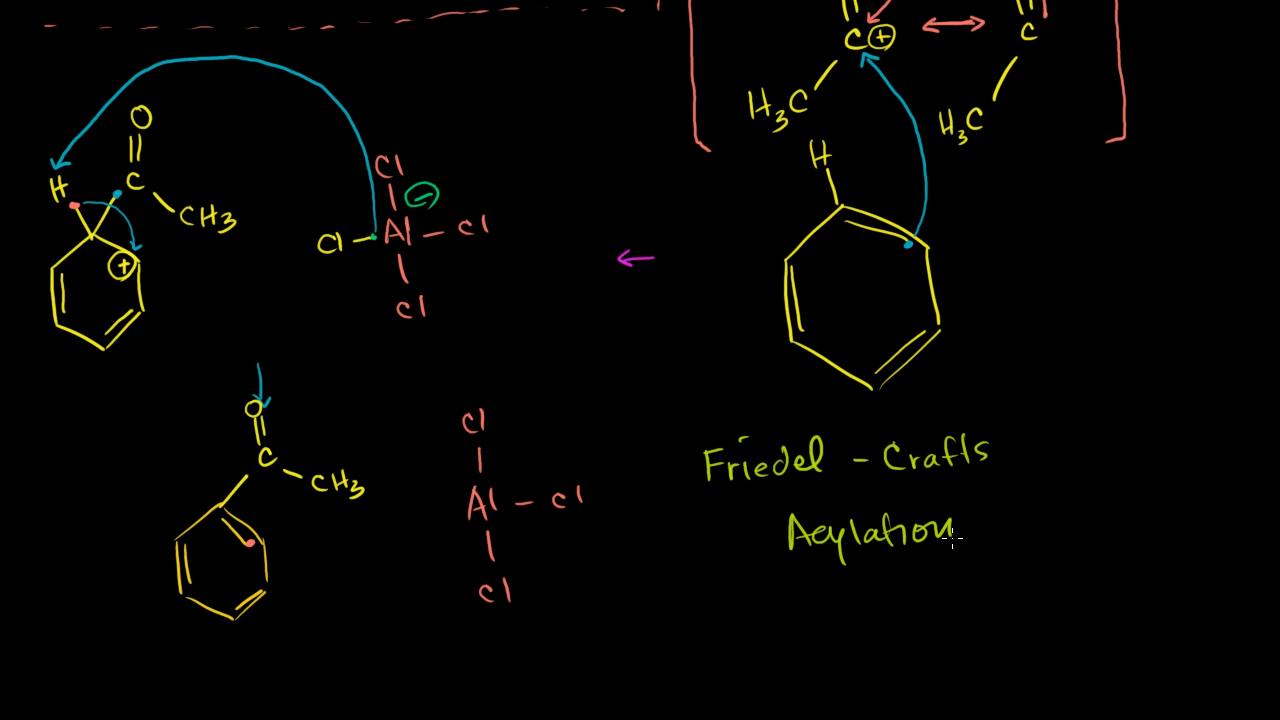 C + C
H3C H3C
H
O
H C CH3
+
Cl
Cl Al Cl −
Cl
O
C CH3
Cl
Al Cl
Cl
Friedel - Crafts
Acylation